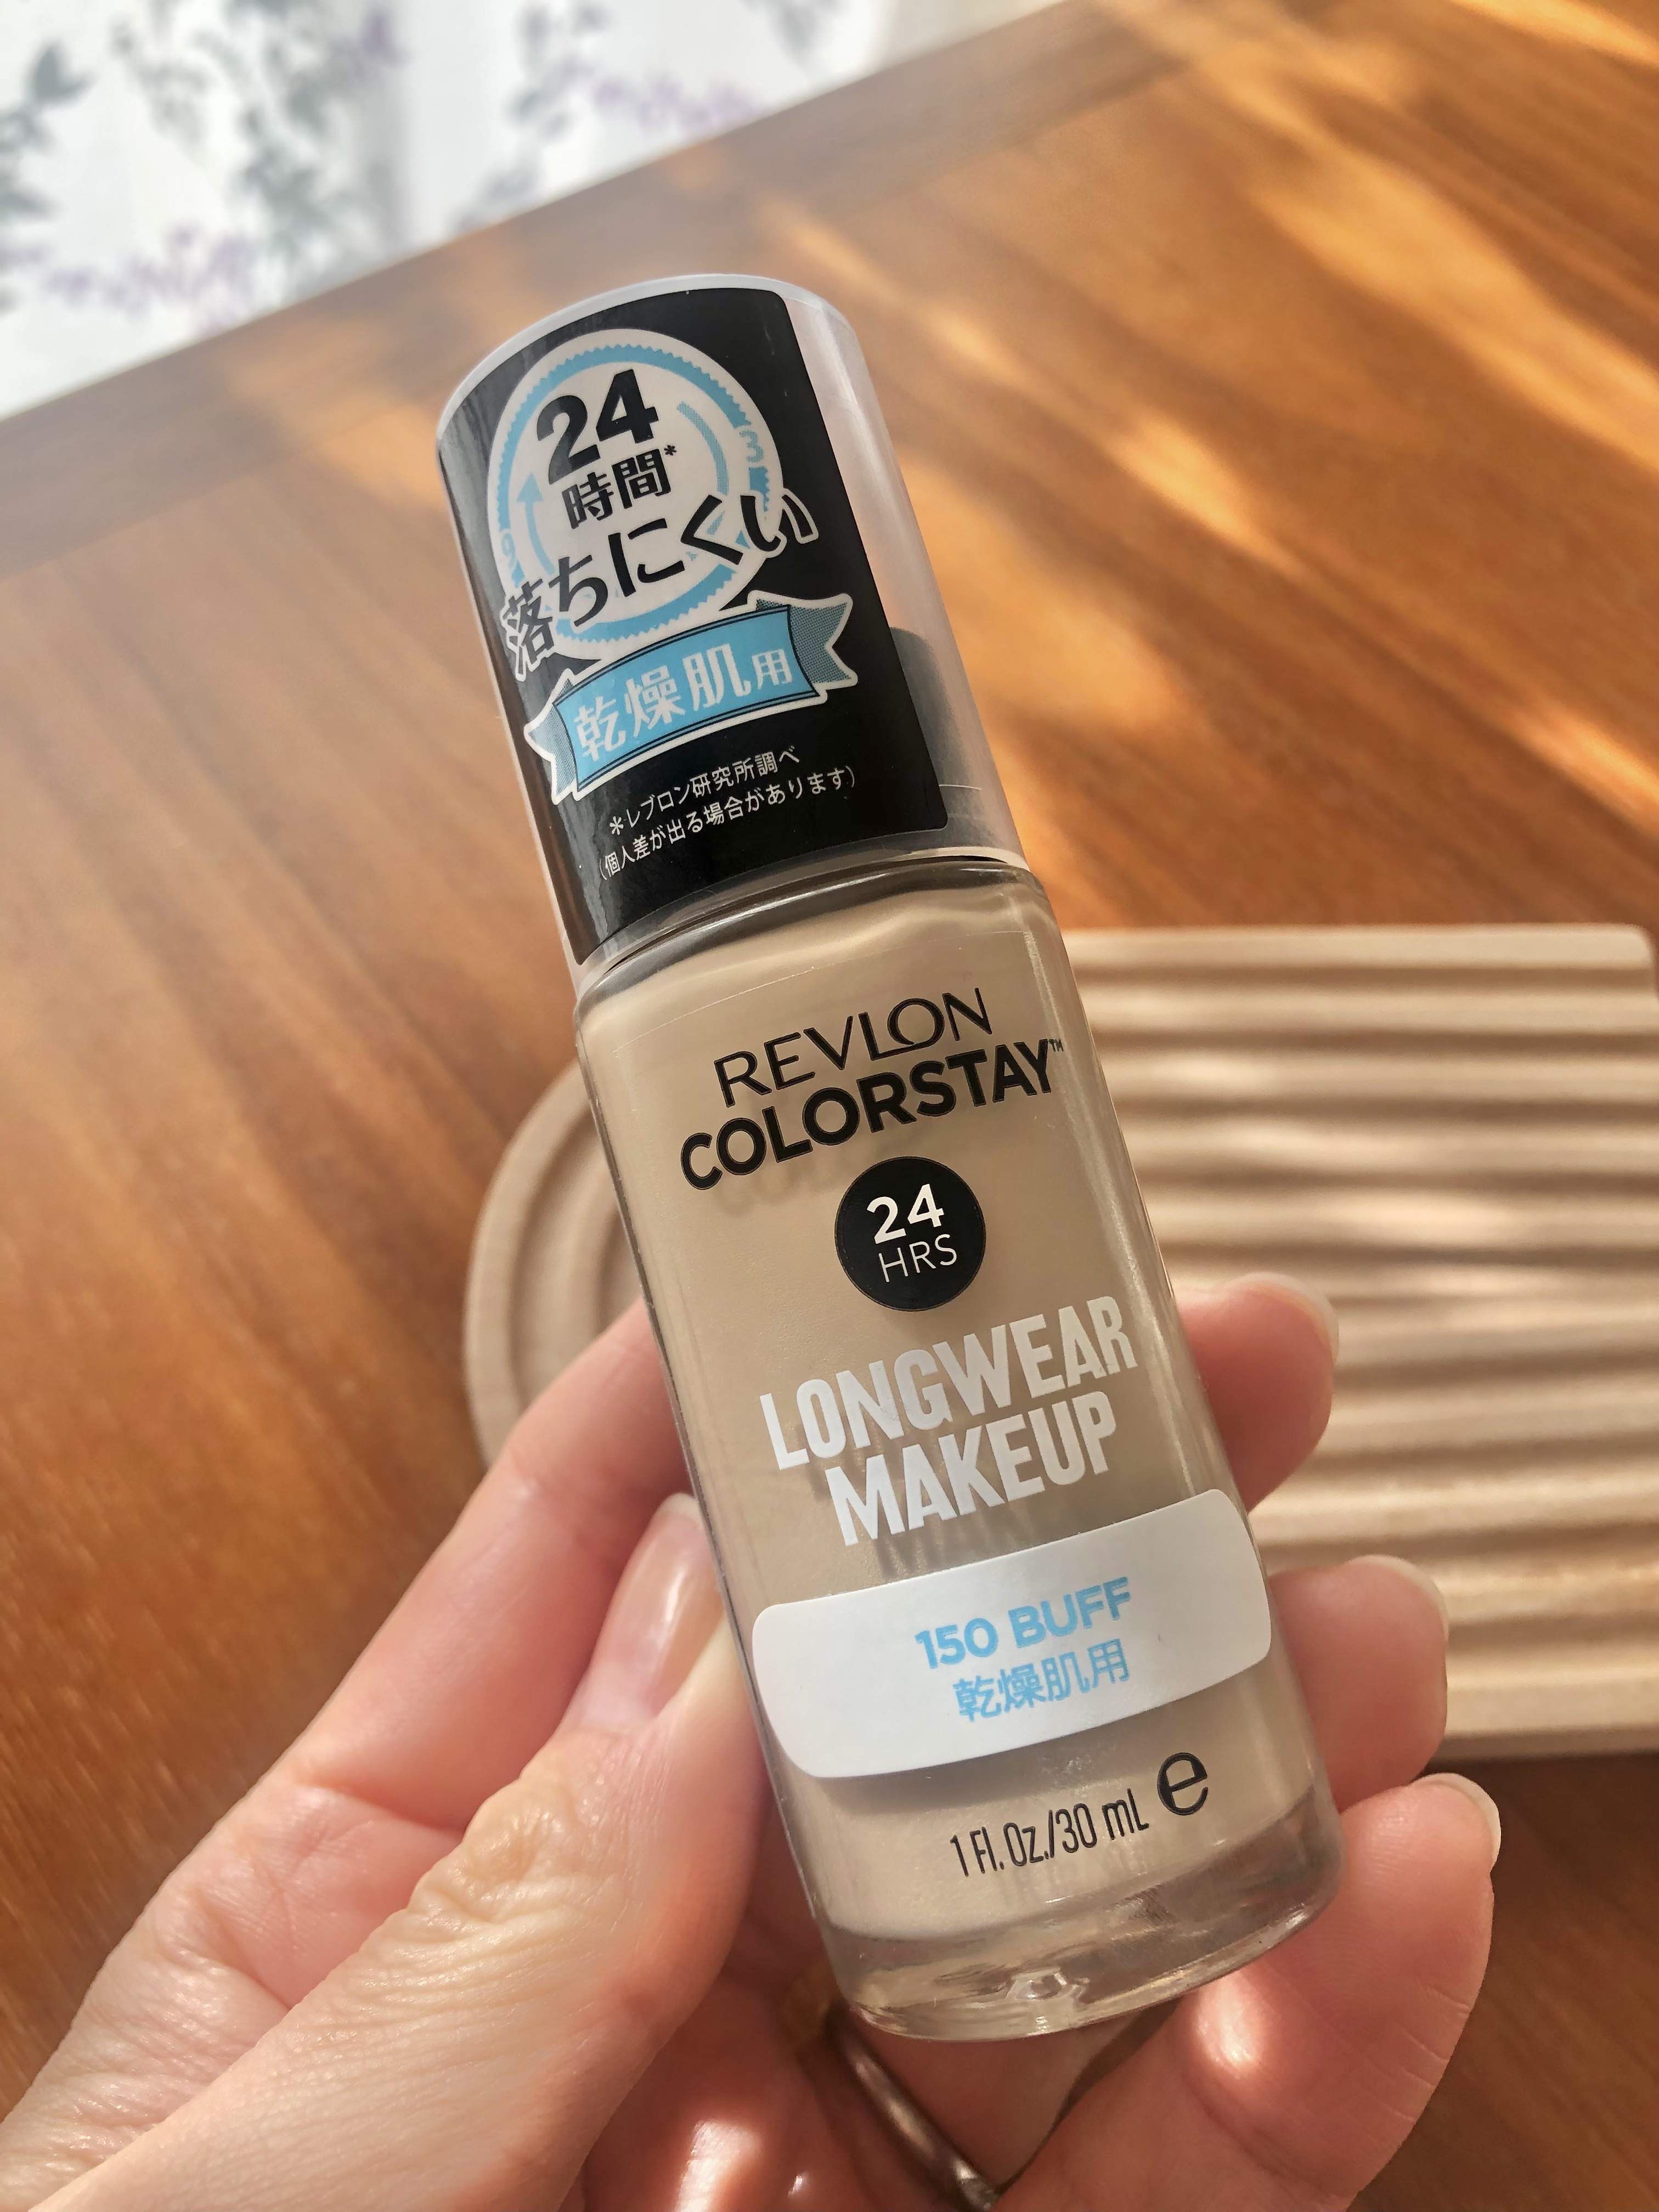 24
時間*
落ちにくい
3
9
乾燥肌用
*レブロン研究所調べ
(個人差が出る場合があります)
REVLON
COLORSTAY™
24
HRS
LONGWEAR
MAKEUP
150 BUFF
乾燥肌用
1 Fl. Oz./30 mL ℮